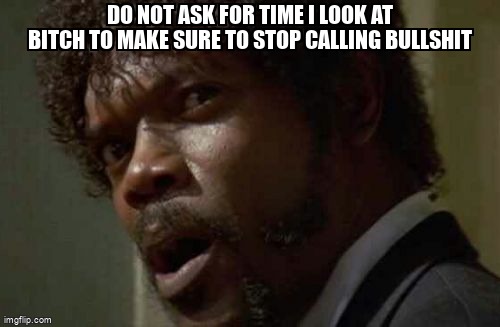 DO NOT ASK FOR TIME I LOOK AT
BITCH TO MAKE SURE TO STOP CALLING BULLSHIT
imgflip.com